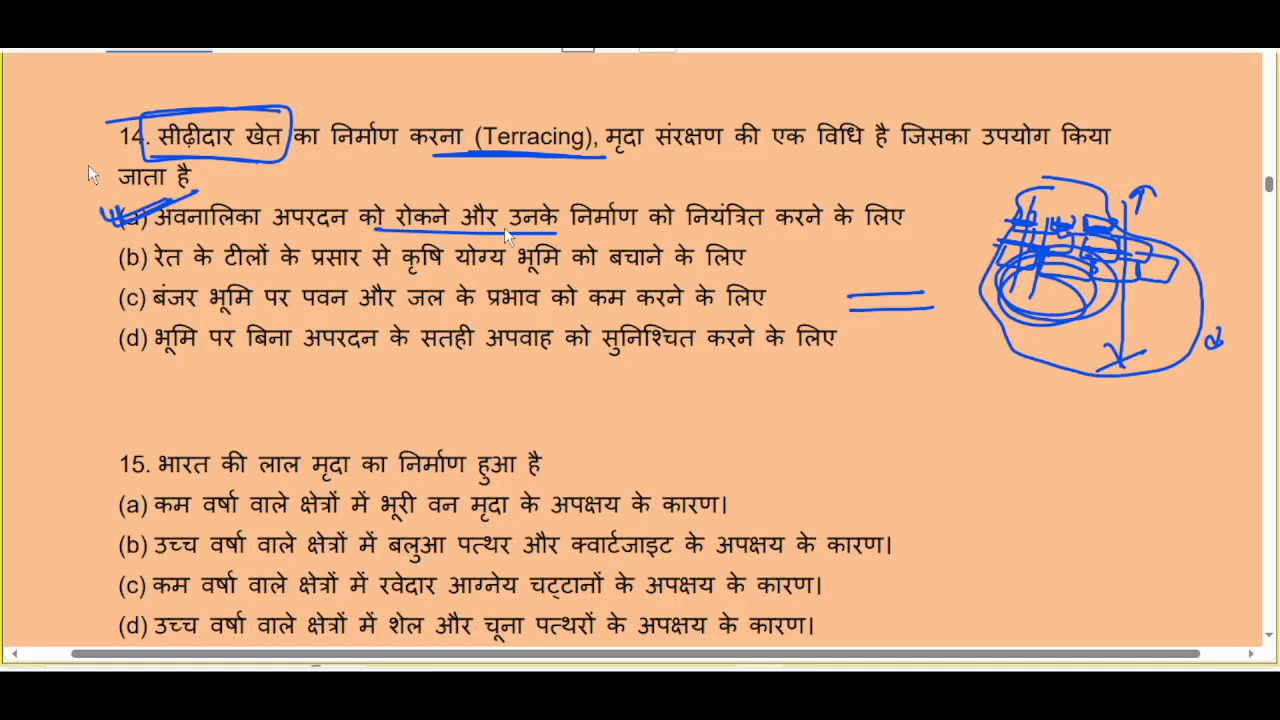 14. सीढ़ीदार खेत का निर्माण करना (Terracing), मृदा संरक्षण की एक विधि है जिसका उपयोग किया
जाता है
(a) अवनालिका अपरदन को रोकने और उनके निर्माण को नियंत्रित करने के लिए
(b) रेत के टीलों के प्रसार से कृषि योग्य भूमि को बचाने के लिए
(c) बंजर भूमि पर पवन और जल के प्रभाव को कम करने के लिए
(d) भूमि पर बिना अपरदन के सतही अपवाह को सुनिश्चित करने के लिए
15. भारत की लाल मृदा का निर्माण हुआ है
(a) कम वर्षा वाले क्षेत्रों में भूरी वन मृदा के अपक्षय के कारण।
(b) उच्च वर्षा वाले क्षेत्रों में बलुआ पत्थर और क्वार्टजाइट के अपक्षय के कारण।
(c) कम वर्षा वाले क्षेत्रों में रवेदार आग्नेय चट्टानों के अपक्षय के कारण।
(d) उच्च वर्षा वाले क्षेत्रों में शेल और चूना पत्थरों के अपक्षय के कारण।